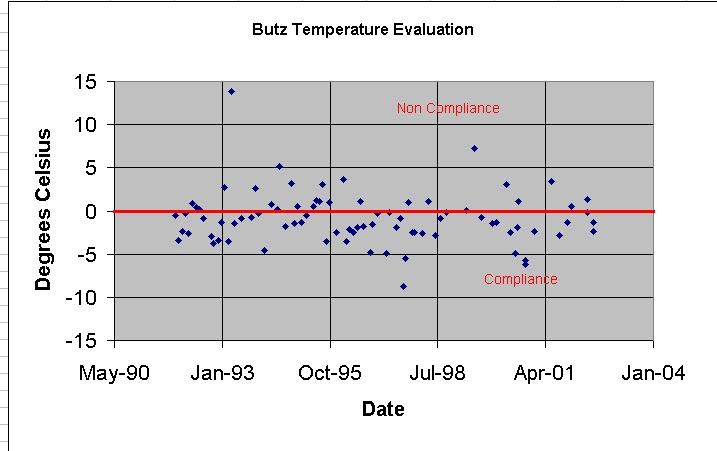 Butz Temperature Evaluation
15
10
5
0
-5
-10
-15
Degrees Celsius
Non Compliance
Compliance
May-90 Jan-93 Oct-95 Jul-98 Apr-01 Jan-04
Date